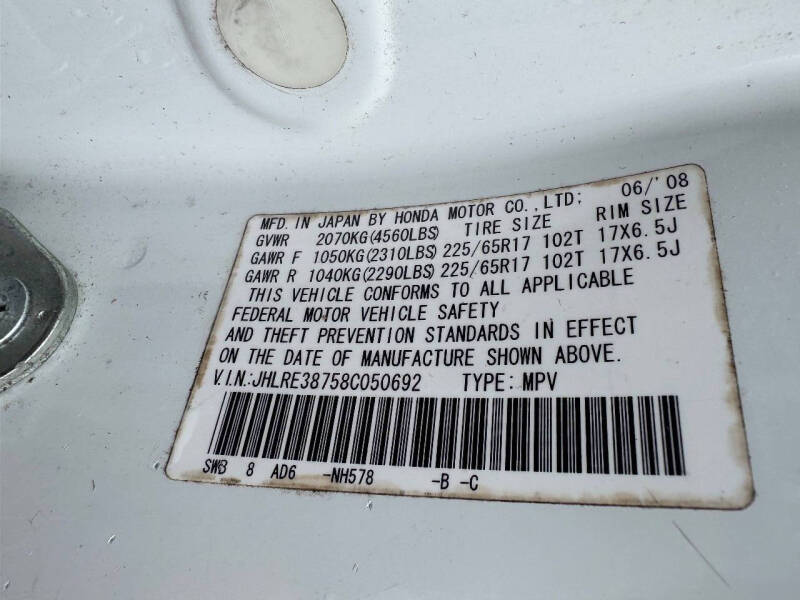 MFD. IN JAPAN BY HONDA MOTOR CO., LTD; 06/'08
GVWR 2070KG(4560LBS) TIRE SIZE RIM SIZE
GAWR F 1050KG(2310LBS) 225/65R17 102T 17X6.5J
GAWR R 1040KG(2290LBS) 225/65R17 102T 17X6.5J
THIS VEHICLE CONFORMS TO ALL APPLICABLE
FEDERAL MOTOR VEHICLE SAFETY
AND THEFT PREVENTION STANDARDS IN EFFECT
ON THE DATE OF MANUFACTURE SHOWN ABOVE.
V.I.N.:JHLRE38758C050692 TYPE: MPV
SWB 8 AD6 -NH578 -B -C